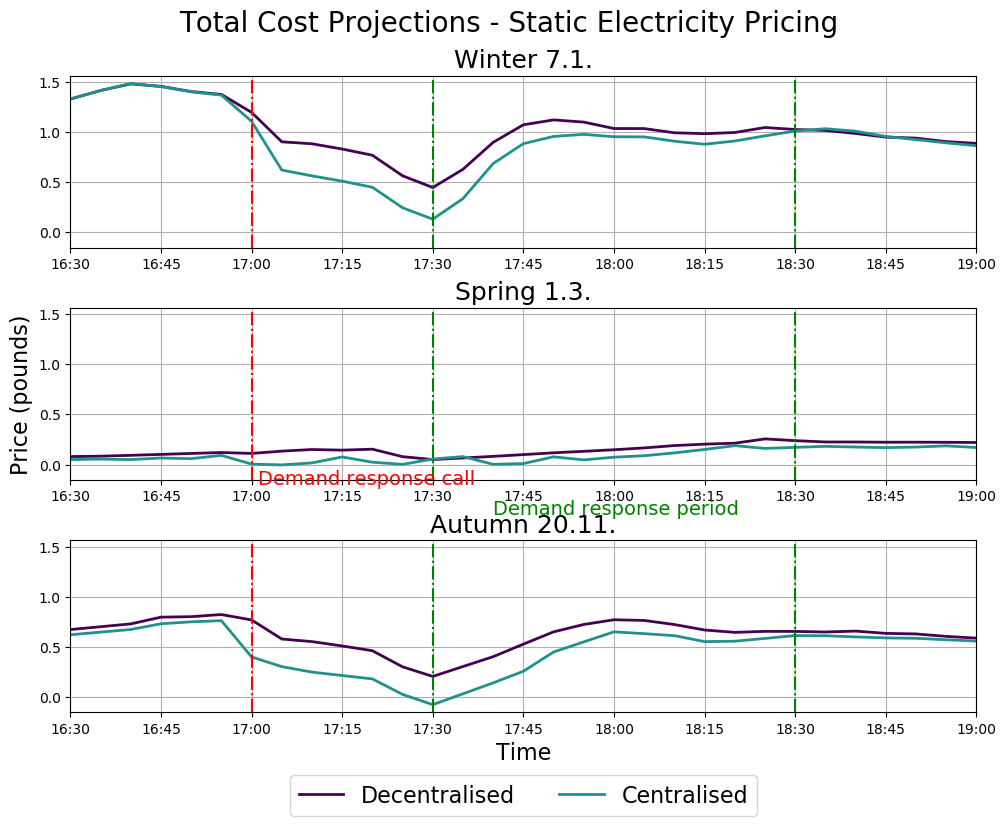 Total Cost Projections - Static Electricity Pricing
Winter 7.1.
1.5
1.0
0.5
0.0
16:30 16:45 17:00 17:15 17:30 17:45 18:00 18:15 18:30 18:45 19:00
Spring 1.3.
Price (pounds)
1.5
1.0
0.5
0.0
Demand response call
16:30 16:45 17:00 17:15 17:30 17:45 18:00 18:15 18:30 18:45 19:00
Demand response period
Autumn 20.11.
1.5
1.0
0.5
0.0
16:30 16:45 17:00 17:15 17:30 17:45 18:00 18:15 18:30 18:45 19:00
Time
Decentralised Centralised